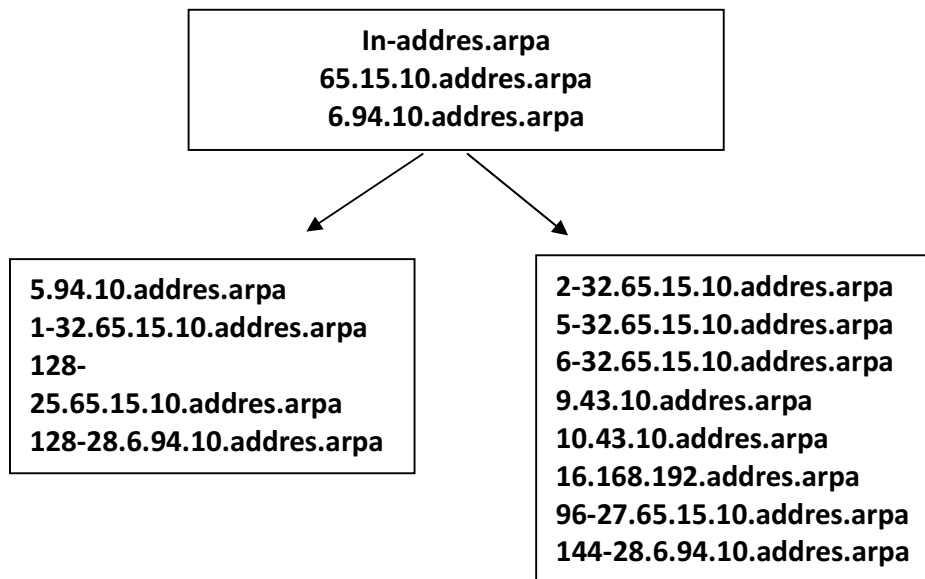 In-addres.arpa
65.15.10.addres.arpa
6.94.10.addres.arpa
5.94.10.addres.arpa
1-32.65.15.10.addres.arpa
128-
25.65.15.10.addres.arpa
128-28.6.94.10.addres.arpa
2-32.65.15.10.addres.arpa
5-32.65.15.10.addres.arpa
6-32.65.15.10.addres.arpa
9.43.10.addres.arpa
10.43.10.addres.arpa
16.168.192.addres.arpa
96-27.65.15.10.addres.arpa
144-28.6.94.10.addres.arpa